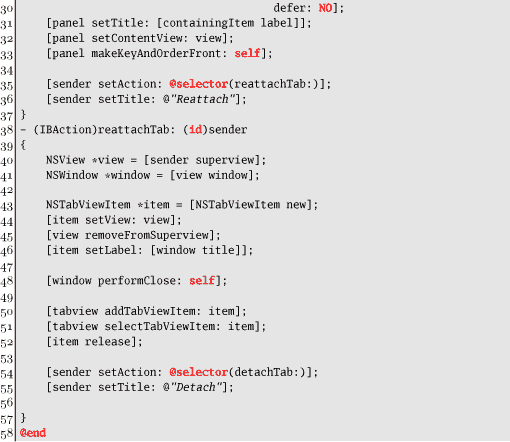 30                                          defer: NO];
31     [panel setTitle: [containingItem label]];
32     [panel setContentView: view];
33     [panel makeKeyAndOrderFront: self];
34
35     [sender setAction: @selector(reattachTab:)];
36     [sender setTitle: @"Reattach"];
37 }
38 - (IBAction)reattachTab: (id)sender
39 {
40     NSView *view = [sender superview];
41     NSWindow *window = [view window];
42
43     NSTabViewItem *item = [NSTabViewItem new];
44     [item setView: view];
45     [view removeFromSuperview];
46     [item setLabel: [window title]];
47
48     [window performClose: self];
49
50     [tabview addTabViewItem: item];
51     [tabview selectTabViewItem: item];
52     [item release];
53
54     [sender setAction: @selector(detachTab:)];
55     [sender setTitle: @"Detach"];
56
57 }
58 @end